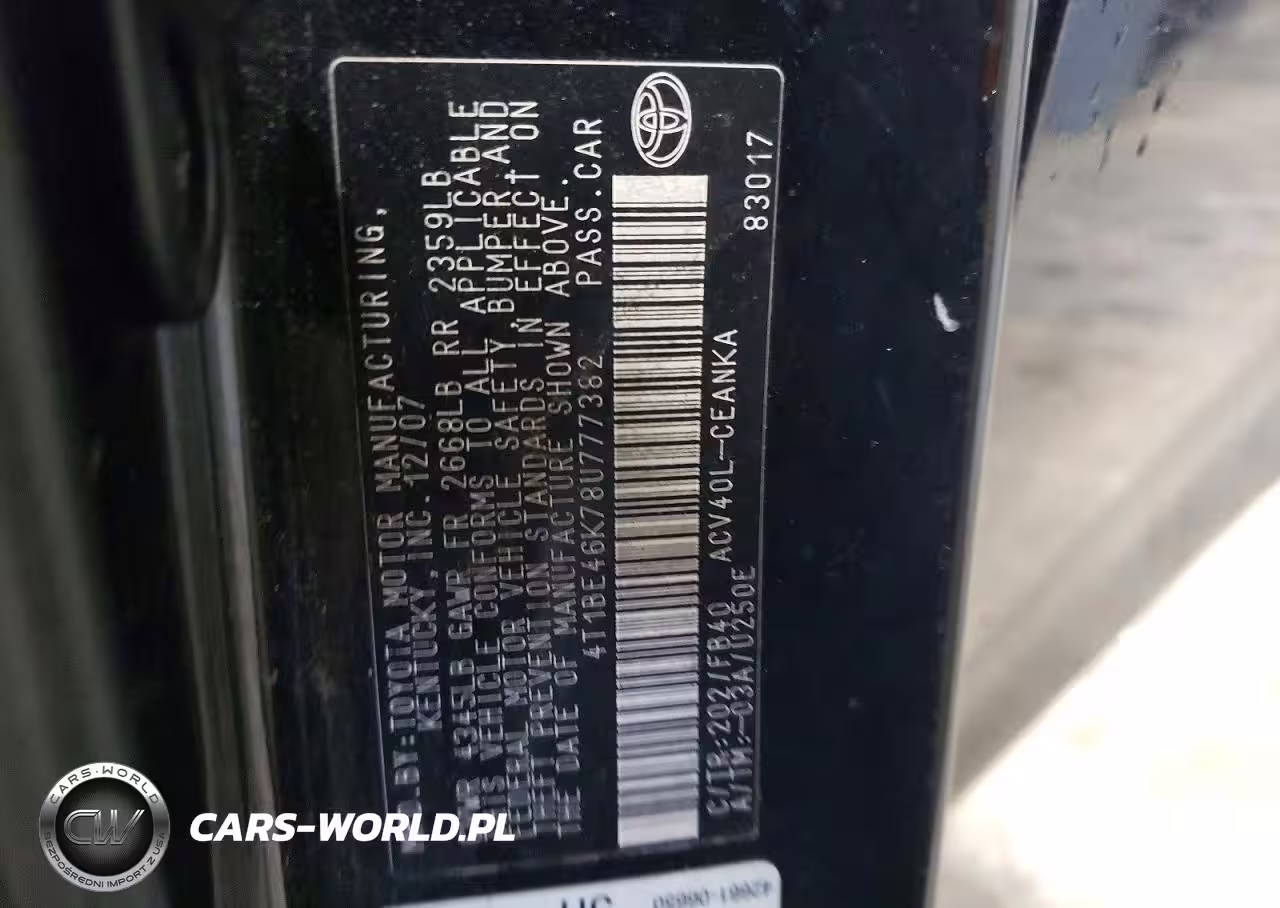 MFD.BY:TOYOTA MOTOR MANUFACTURING,
KENTUCKY, INC. 12/07
GVWR 4345LB GAWR FR 2668LB RR 2359LB
THIS VEHICLE CONFORMS TO ALL APPLICABLE
FEDERAL MOTOR VEHICLE SAFETY, BUMPER, AND
THEFT PREVENTION STANDARDS IN EFFECT ON
THE DATE OF MANUFACTURE SHOWN ABOVE.
4T1BE46K78U777382 PASS.CAR
C/TR:202/FB40 ACV40L-CEANKA
A/TM:-03A/U250E 83017
CARS-WORLD
CW
BEZPOŚREDNI IMPORT Z USA
CARS-WORLD.PL